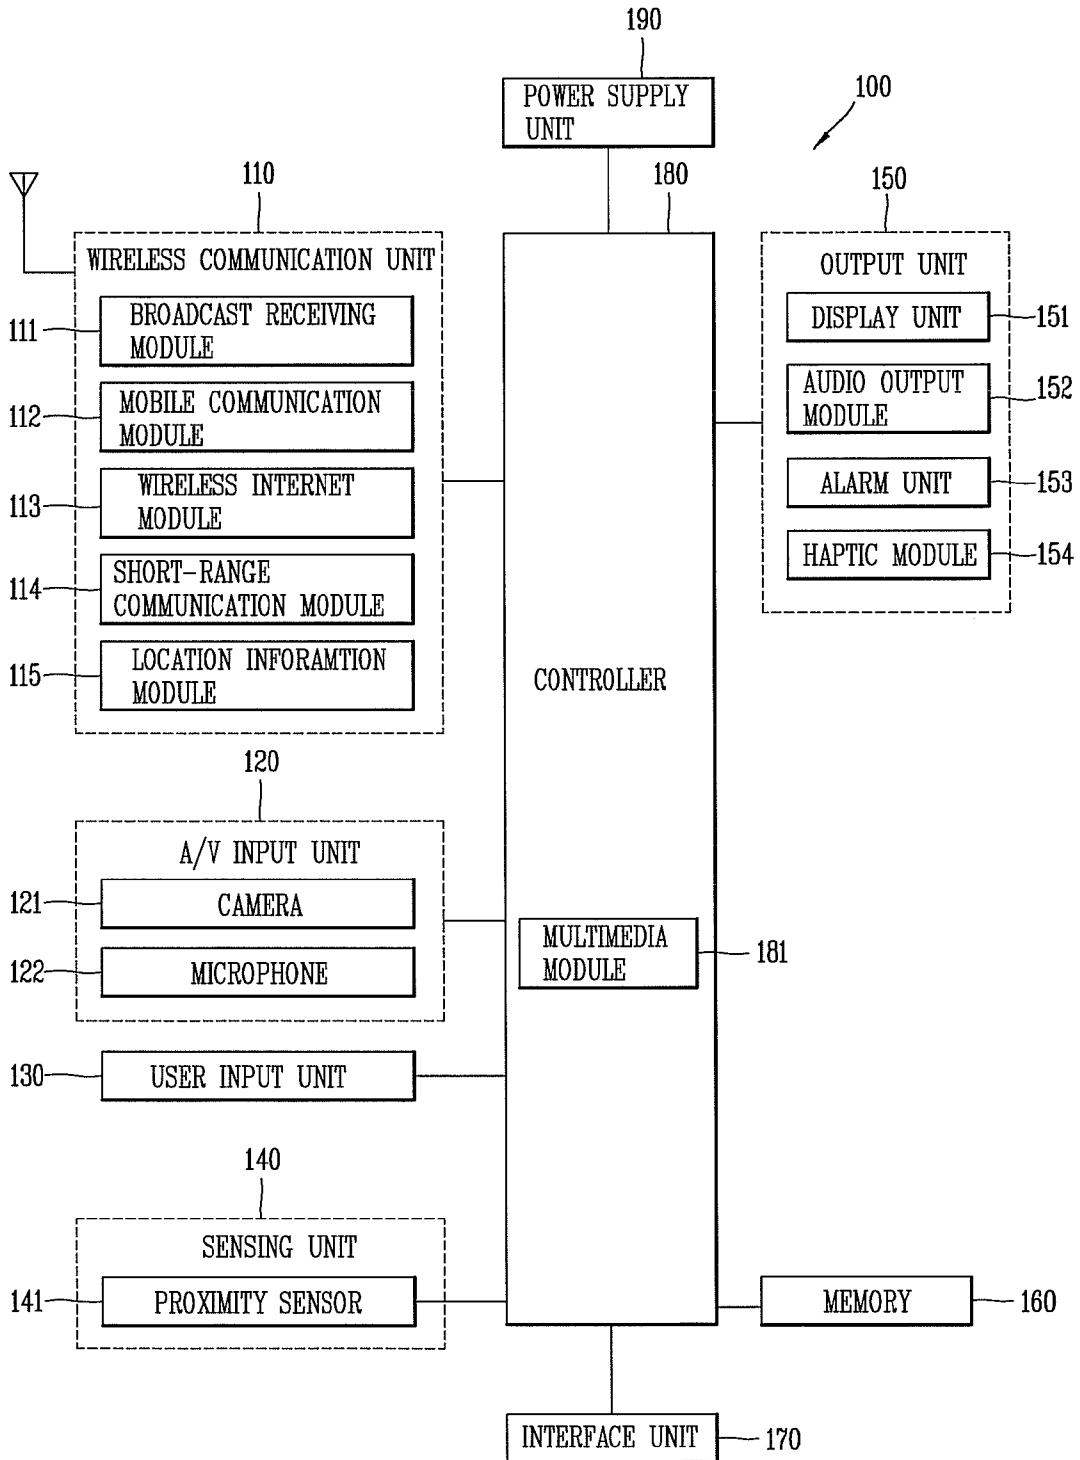 190
POWER SUPPLY
UNIT
100
110
180
150
WIRELESS COMMUNICATION UNIT
111
BROADCAST RECEIVING
MODULE
112
MOBILE COMMUNICATION
MODULE
113
WIRELESS INTERNET
MODULE
114
SHORT-RANGE
COMMUNICATION MODULE
115
LOCATION INFORAMTION
MODULE
OUTPUT UNIT
DISPLAY UNIT
151
AUDIO OUTPUT
MODULE
152
ALARM UNIT
153
HAPTIC MODULE
154
CONTROLLER
120
A/V INPUT UNIT
121
CAMERA
122
MICROPHONE
MULTIMEDIA
MODULE
181
130
USER INPUT UNIT
140
SENSING UNIT
141
PROXIMITY SENSOR
MEMORY
160
INTERFACE UNIT
170